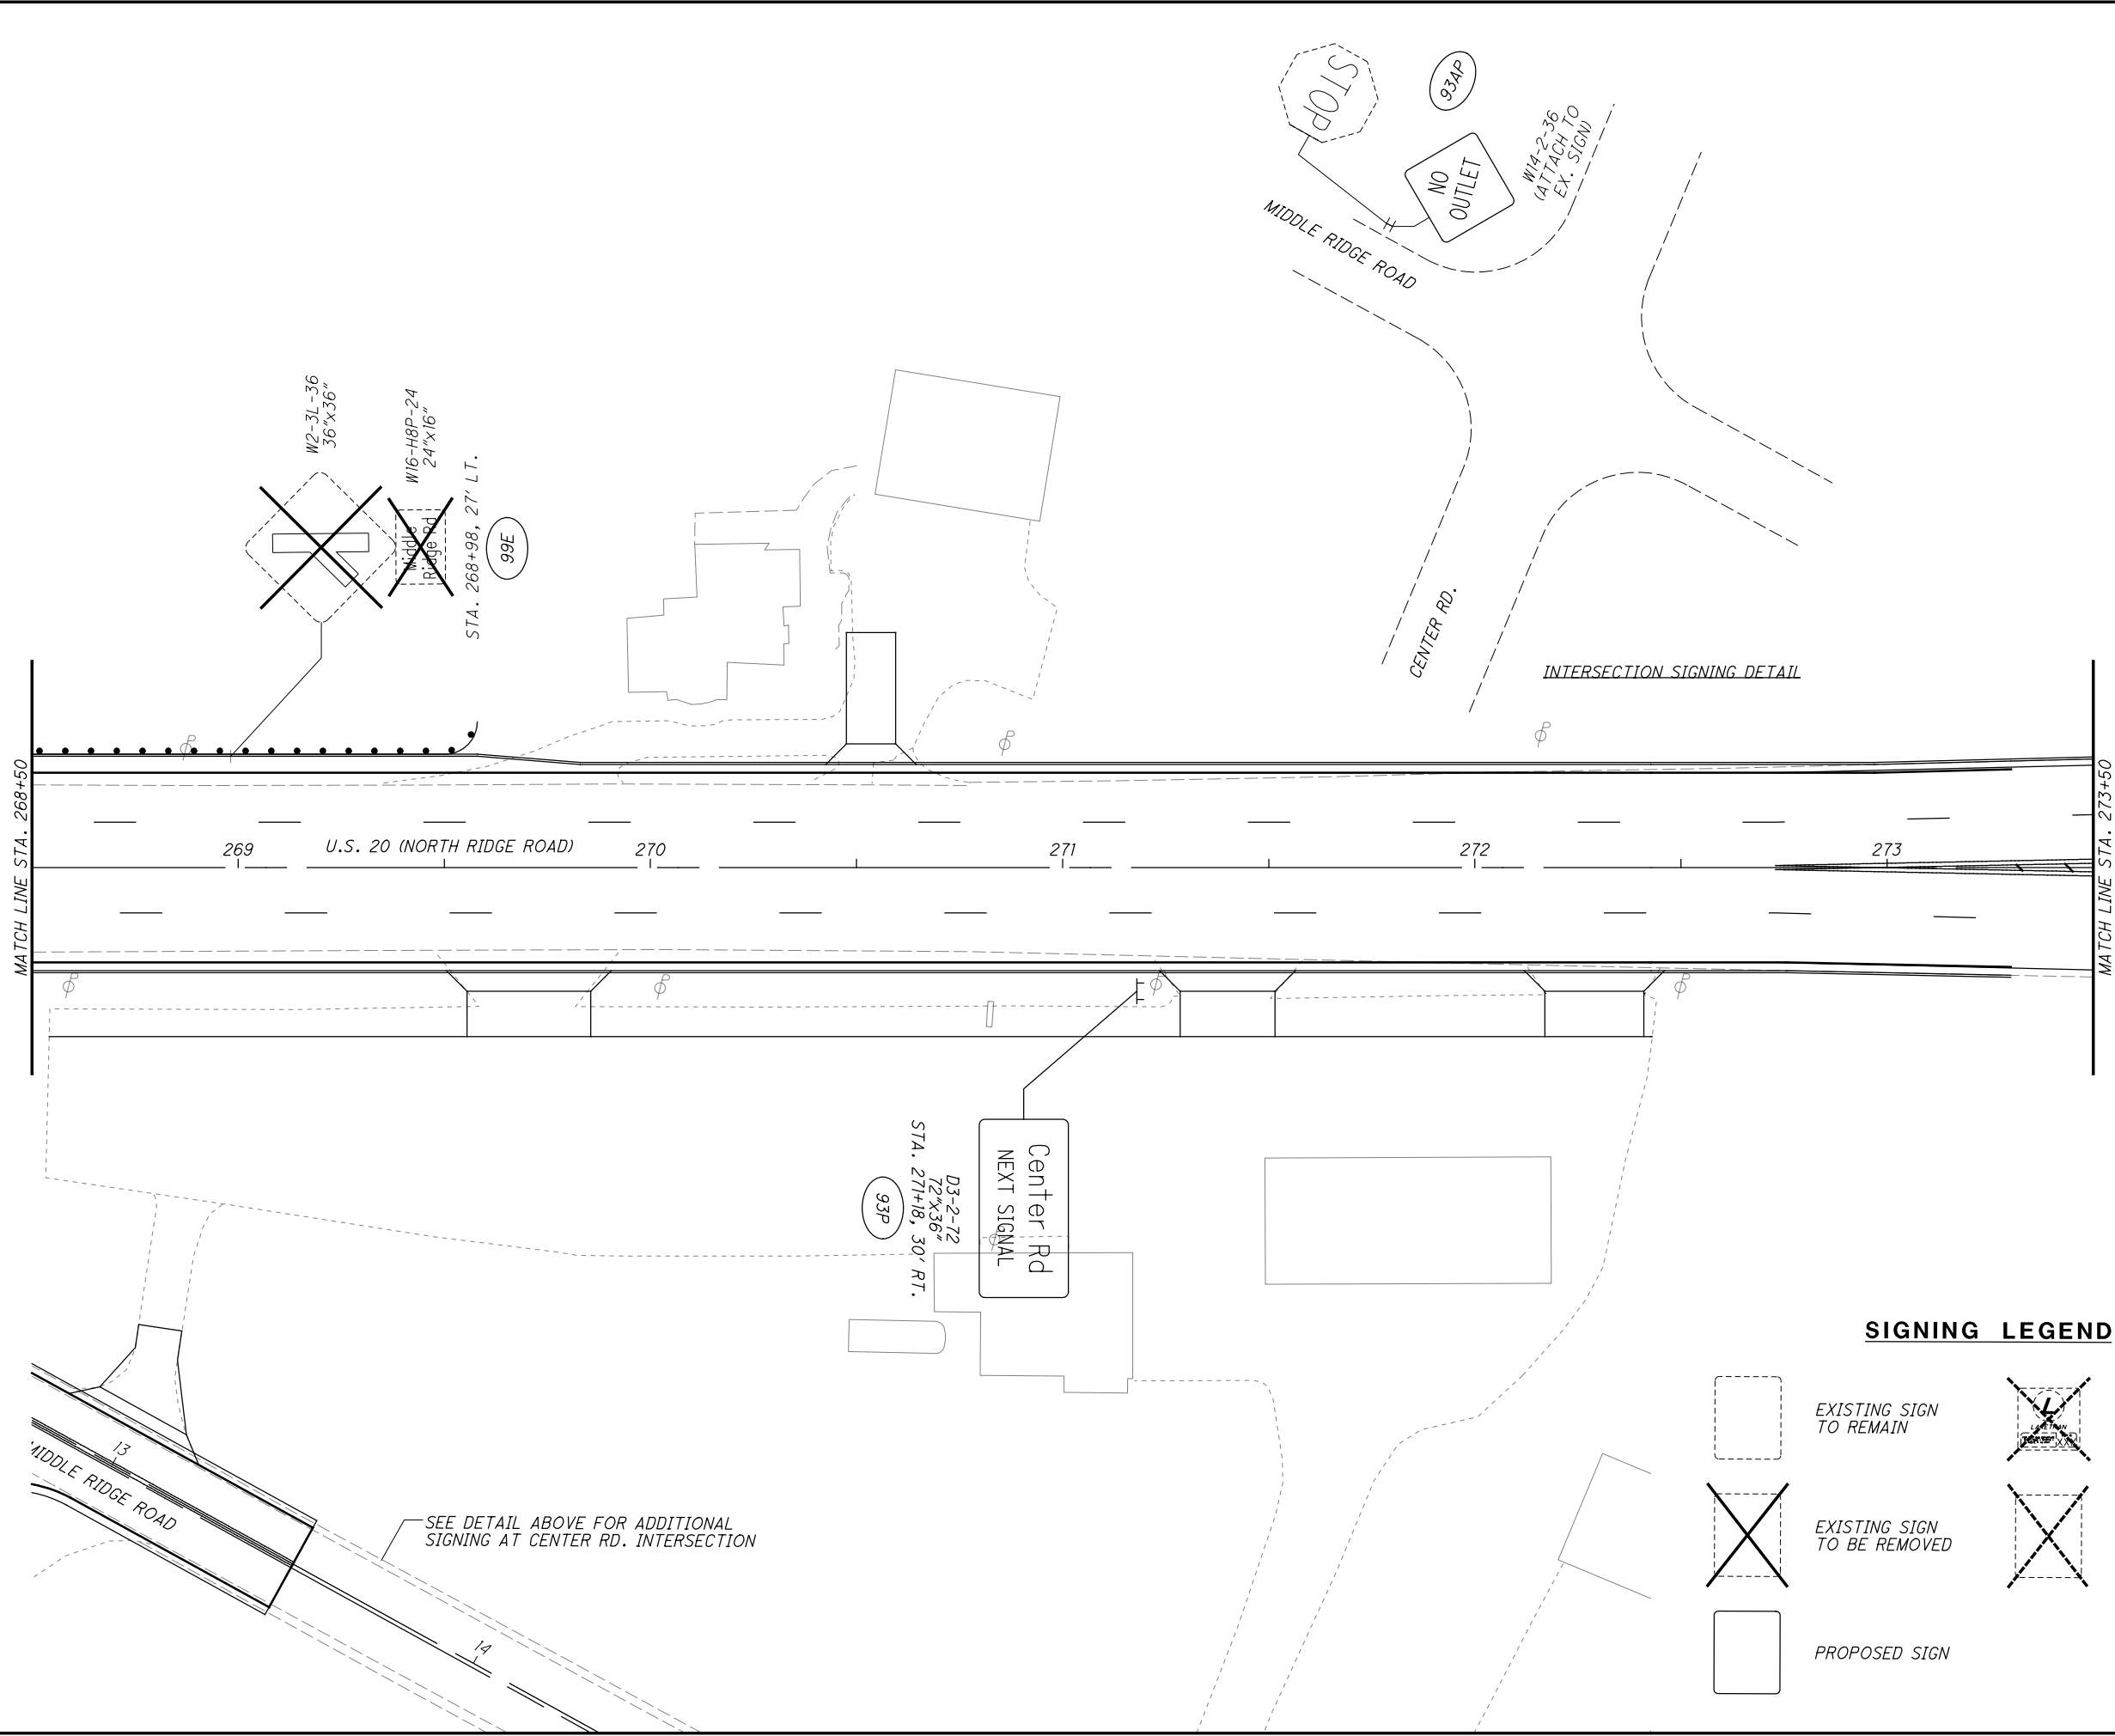 STOP
93AP
NO
OUTLET
W14-2-36
(ATTACH TO
EX. SIGN)
MIDDLE RIDGE ROAD
CENTER RD.
INTERSECTION SIGNING DETAIL
W2-3L-36
36"x36"
W16-H8P-24
24"x16"
Middle
Ridge Rd
STA. 268+98, 27' LT.
99E
MATCH LINE STA. 268+50
U.S. 20 (NORTH RIDGE ROAD)
269
270
271
272
273
MATCH LINE STA. 273+50
P
P
P
P
P
P
P
P
Center Rd
NEXT SIGNAL
D3-2-72
72"x36"
STA. 271+18, 30' RT.
93P
13
MIDDLE RIDGE ROAD
14
SEE DETAIL ABOVE FOR ADDITIONAL
SIGNING AT CENTER RD. INTERSECTION
SIGNING LEGEND
EXISTING SIGN
TO REMAIN
EXISTING SIGN
TO BE REMOVED
PROPOSED SIGN
L
XXX